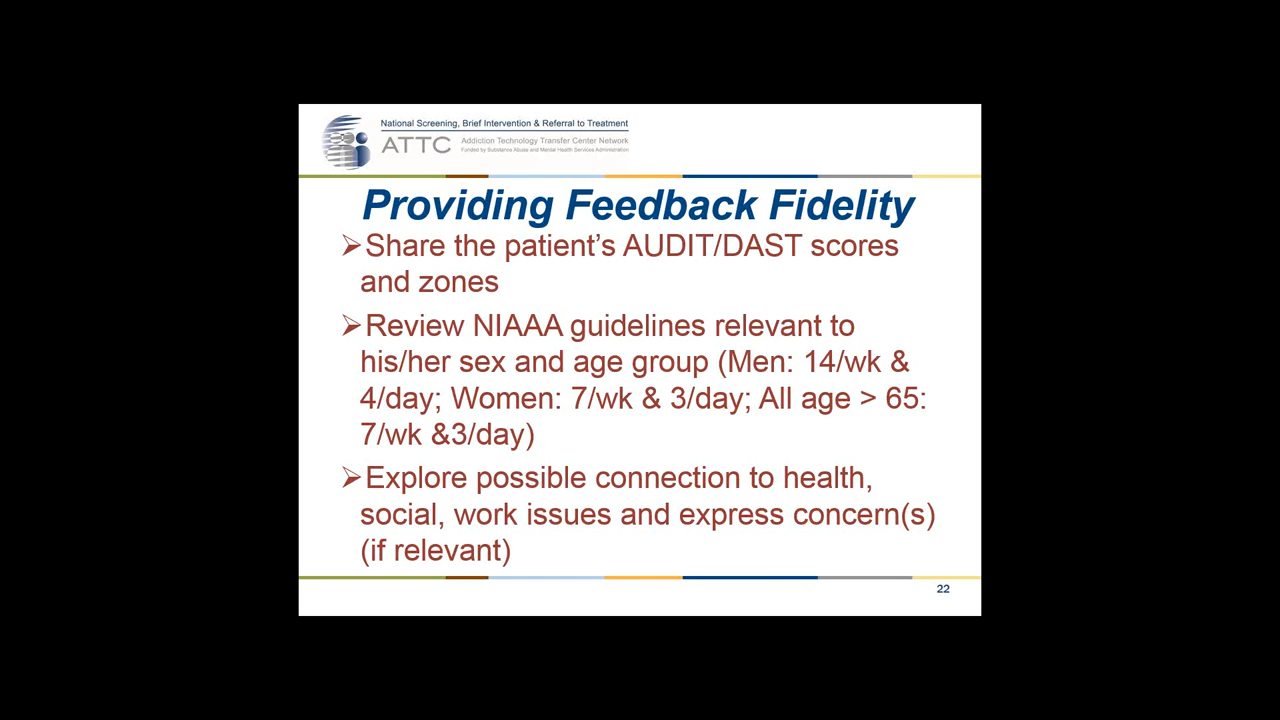 National Screening, Brief Intervention & Referral to Treatment
ATTC
Addiction Technology Transfer Center Network
Funded by Substance Abuse and Mental Health Services Administration
Providing Feedback Fidelity
➢Share the patient’s AUDIT/DAST scores
and zones
➢Review NIAAA guidelines relevant to
his/her sex and age group (Men: 14/wk &
4/day; Women: 7/wk & 3/day; All age > 65:
7/wk &3/day)
➢Explore possible connection to health,
social, work issues and express concern(s)
(if relevant)
22